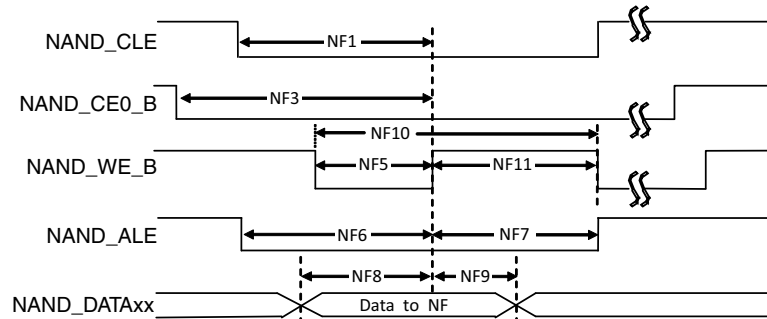 NAND_CLE
NF1
NAND_CE0_B
NF3
NF10
NAND_WE_B
NF5
NF11
NAND_ALE
NF6
NF7
NF8
NF9
NAND_DATAxx
Data to NF